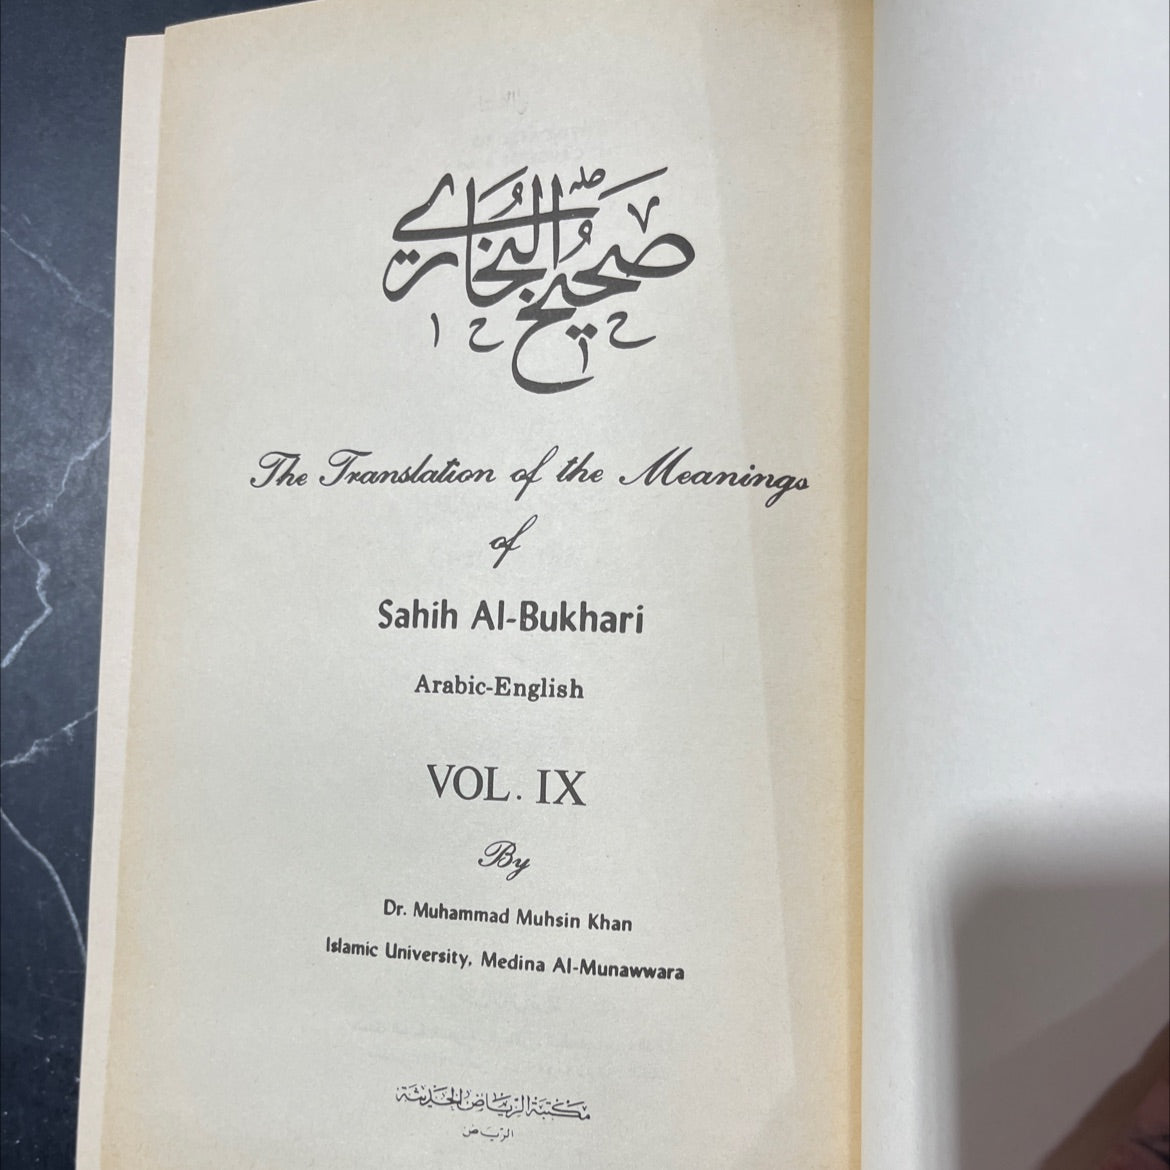 صحيح البخاري
The Translation of the Meanings
of
Sahih Al-Bukhari
Arabic-English
VOL. IX
By
Dr. Muhammad Muhsin Khan
Islamic University, Medina Al-Munawwara
مكتبة الرياض الحديثة
الرياض